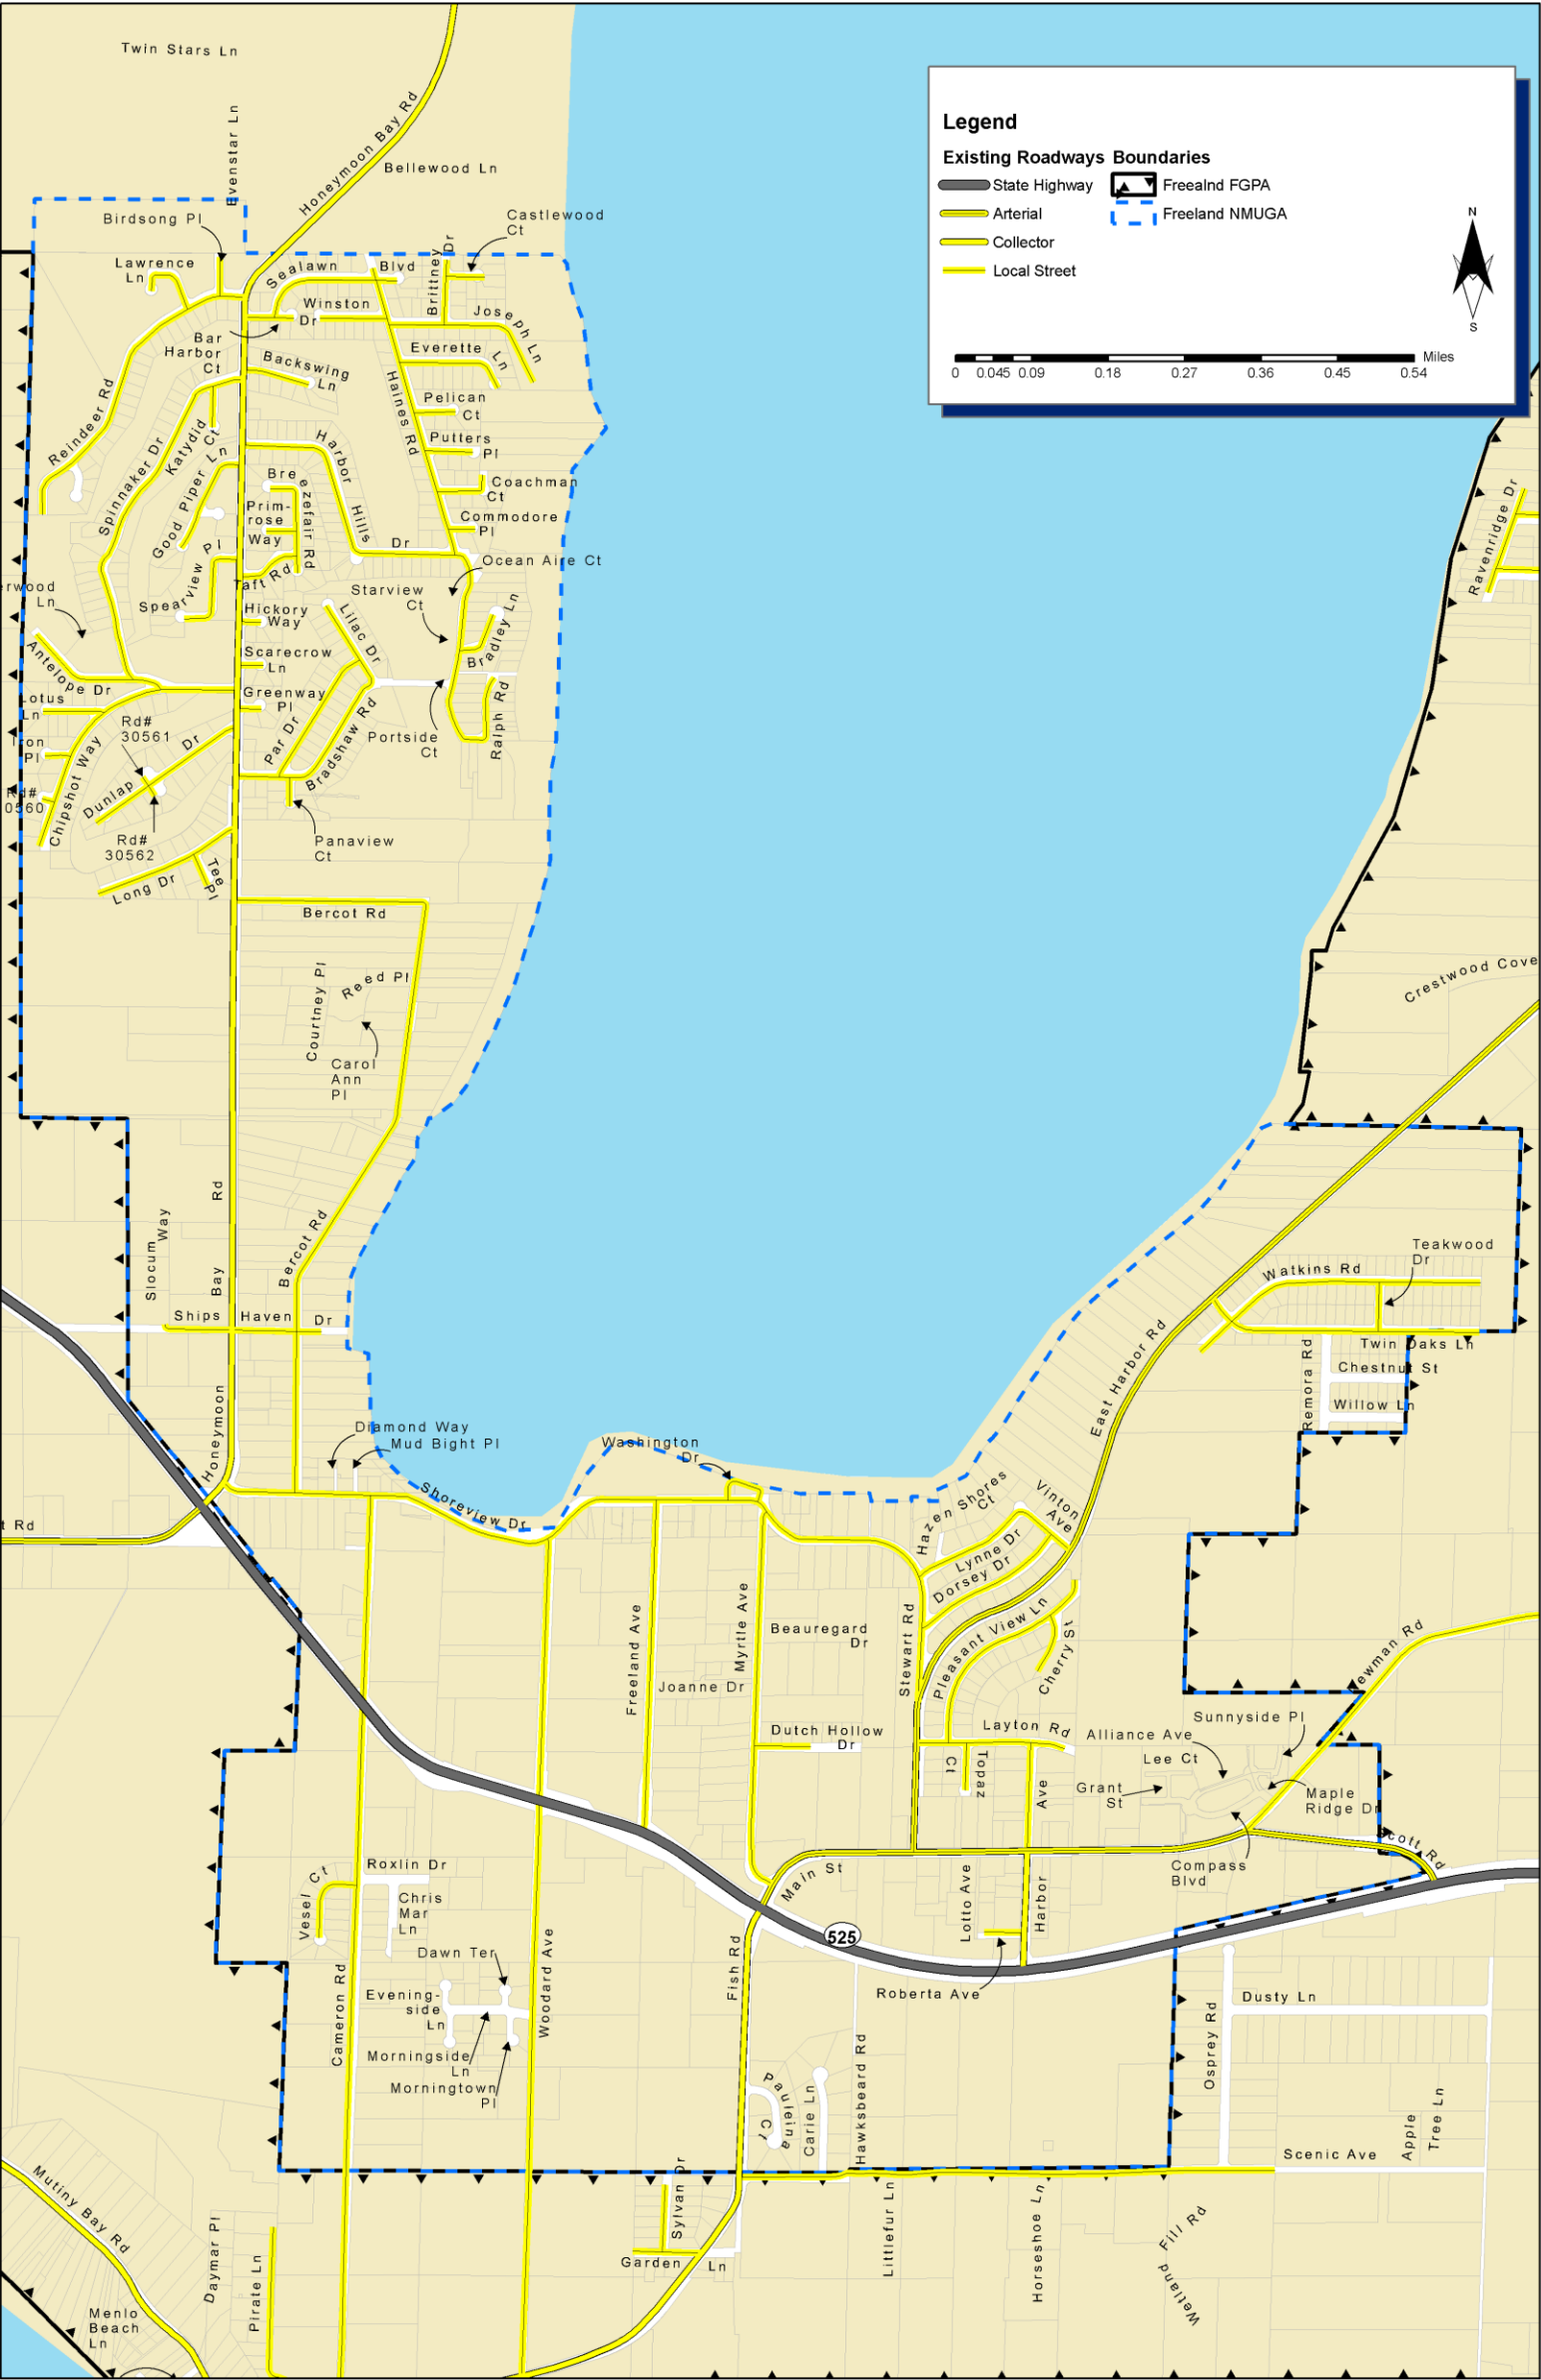 Twin Stars Ln
Evenstar Ln
Honeymoon Bay Rd
Bellewood Ln
Legend
Existing Roadways
Boundaries
State Highway
Freealnd FGPA
Arterial
Freeland NMUGA
Collector
Local Street
N
S
Miles
0 0.045 0.09 0.18 0.27 0.36 0.45 0.54
Birdsong Pl
Castlewood
Ct
Lawrence
Ln
Sealawn Blvd
Brittney Dr
Winston
Dr
Joseph Ln
Bar
Harbor
Ct
Backswing
Ln
Everette Ln
Haines Rd
Pelican
Ct
Putters
Pl
Coachman
Ct
Commodore
Pl
Ocean Aire Ct
Reindeer Rd
Spinnaker Dr
Katydid
Ct
Good Piper Ln
Harbor Hills Dr
Breezefair Rd
Prim-
rose
Way
Taft Rd
Spearview Pl
Hickory
Way
Starview
Ct
Bradley Ln
Lilac Dr
Scarecrow
Ln
Greenway
Pl
Par Dr
Bradshaw Rd
Portside
Ct
Ralph Rd
Panaview
Ct
erwood
Ln
Antelope Dr
Lotus
Ln
Iron
Pl
Rd#
0560
Chipshot Way
Rd#
30561
Dunlap Dr
Rd#
30562
Long Dr
Tee
Pl
Bercot Rd
Courtney Pl
Reed Pl
Carol
Ann
Pl
Ravenridge Dr
Crestwood Cove
Slocum
Way
Honeymoon Bay Rd
Bercot Rd
Ships Haven Dr
Diamond Way
Mud Bight Pl
Shoreview Dr
Washington
Dr
t Rd
Teakwood
Dr
Watkins Rd
Twin Oaks Ln
Remora Rd
Chestnut St
Willow Ln
East Harbor Rd
Hazen Shores
Ct
Vinton
Ave
Lynne Dr
Dorsey Dr
Pleasant View Ln
Cherry St
Stewart Rd
Freeland Ave
Myrtle Ave
Beauregard
Dr
Joanne Dr
Dutch Hollow
Dr
Layton Rd
Topaz
Ct
Harbor Ave
Alliance Ave
Sunnyside Pl
Lee Ct
Grant
St
Maple
Ridge Dr
Compass
Blvd
Newman Rd
Scott Rd
Main St
525
Lotto Ave
Roberta Ave
Roxlin Dr
Vesel Ct
Chris
Mar
Ln
Dawn Ter
Evening-
side
Ln
Morningside
Ln
Morningtown
Pl
Cameron Rd
Woodard Ave
Fish Rd
Pauleina
Carie Ln
Hawksbeard Rd
Osprey Rd
Dusty Ln
Scenic Ave
Apple
Tree Ln
Mutiny Bay Rd
Daymar Pl
Pirate Ln
Menlo
Beach
Ln
Sylvan Dr
Garden Ln
Littlefur Ln
Horseshoe Ln
Wetland Fill Rd